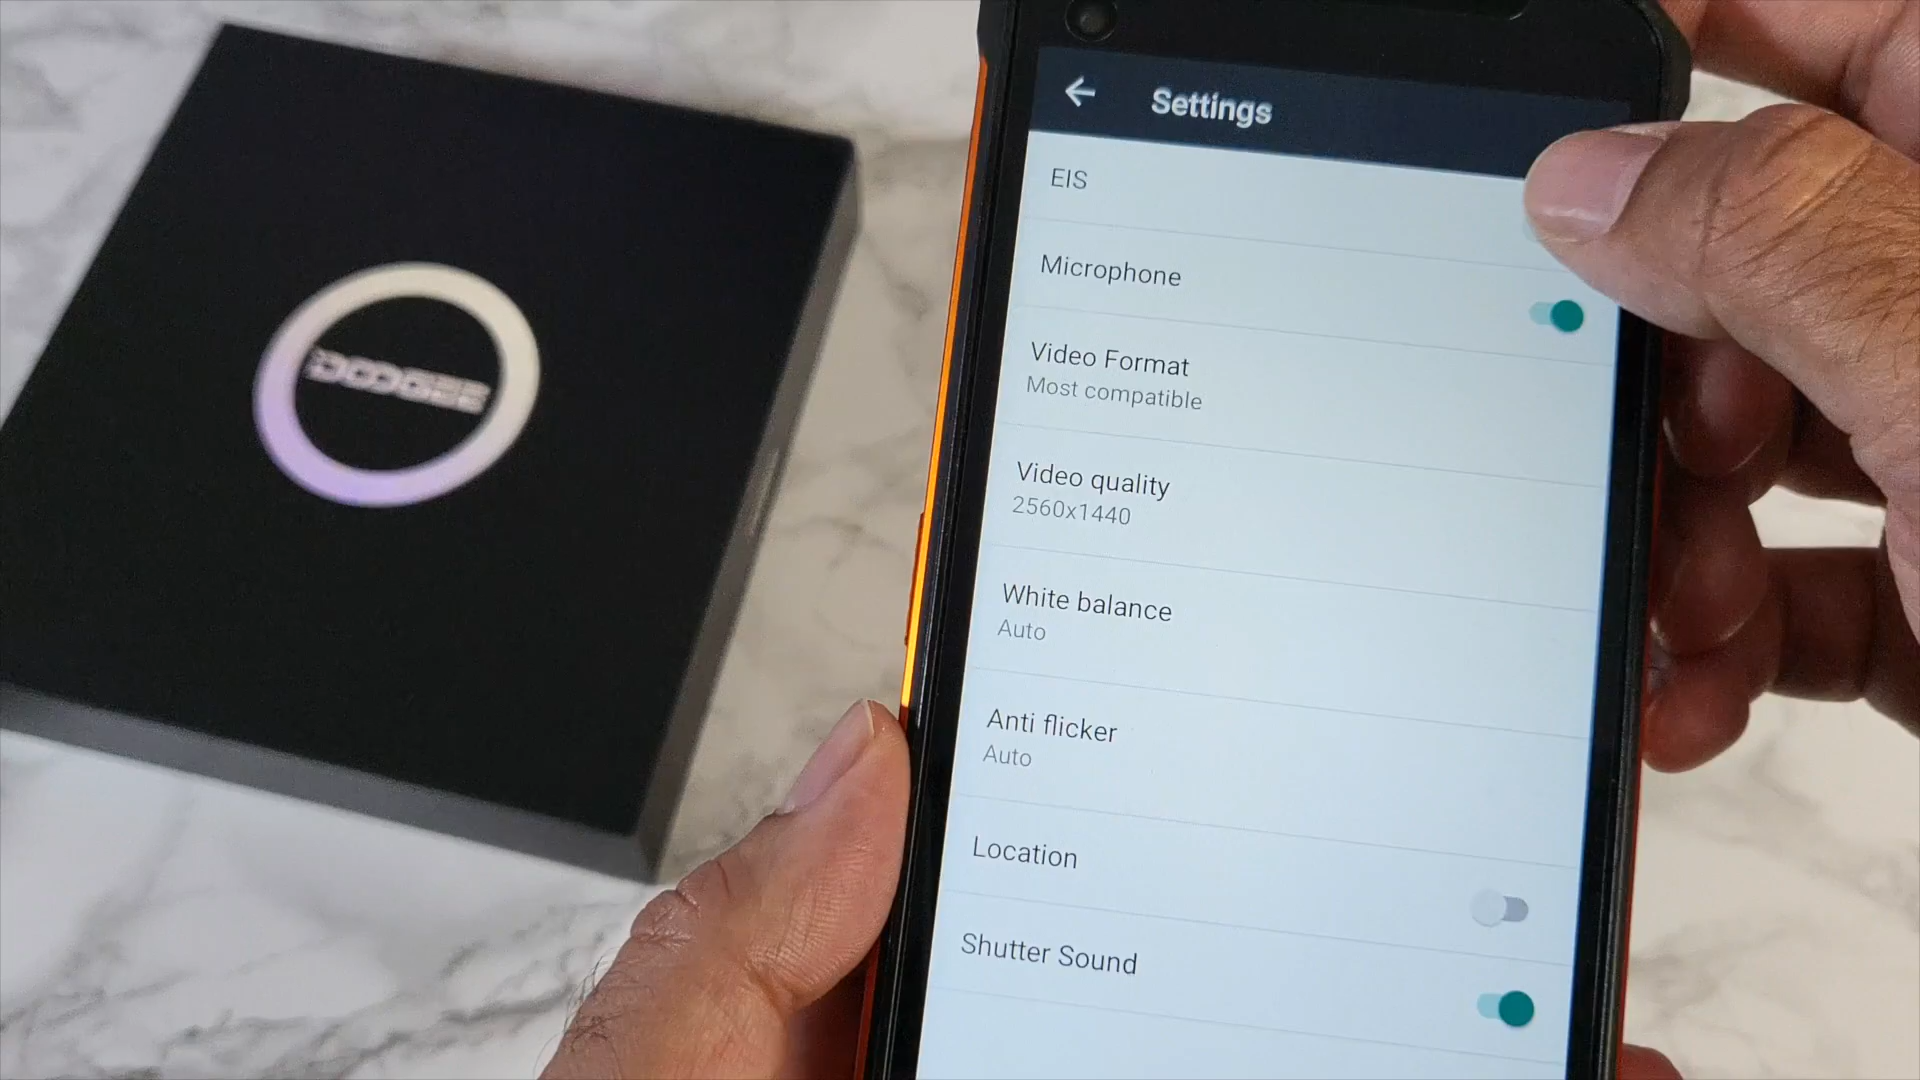 DOOGEE
Settings
EIS
Microphone
Video Format
Most compatible
Video quality
2560x1440
White balance
Auto
Anti flicker
Auto
Location
Shutter Sound